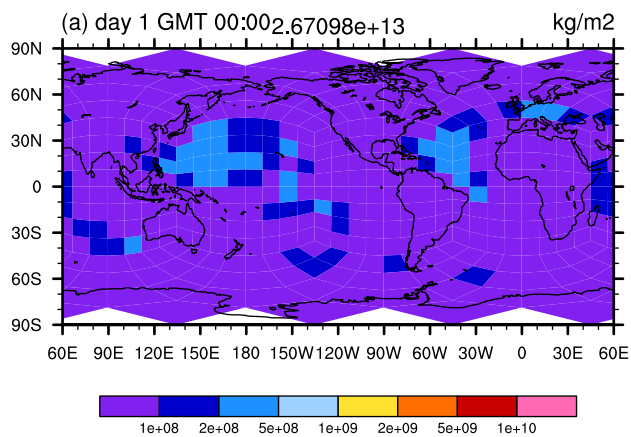 (a) day 1 GMT 00:00 2.67098e+13 kg/m2
90N
60N
30N
0
30S
60S
90S
60E 90E 120E 150E 180 150W 120W 90W 60W 30W 0 30E 60E
1e+08 2e+08 5e+08 1e+09 2e+09 5e+09 1e+10